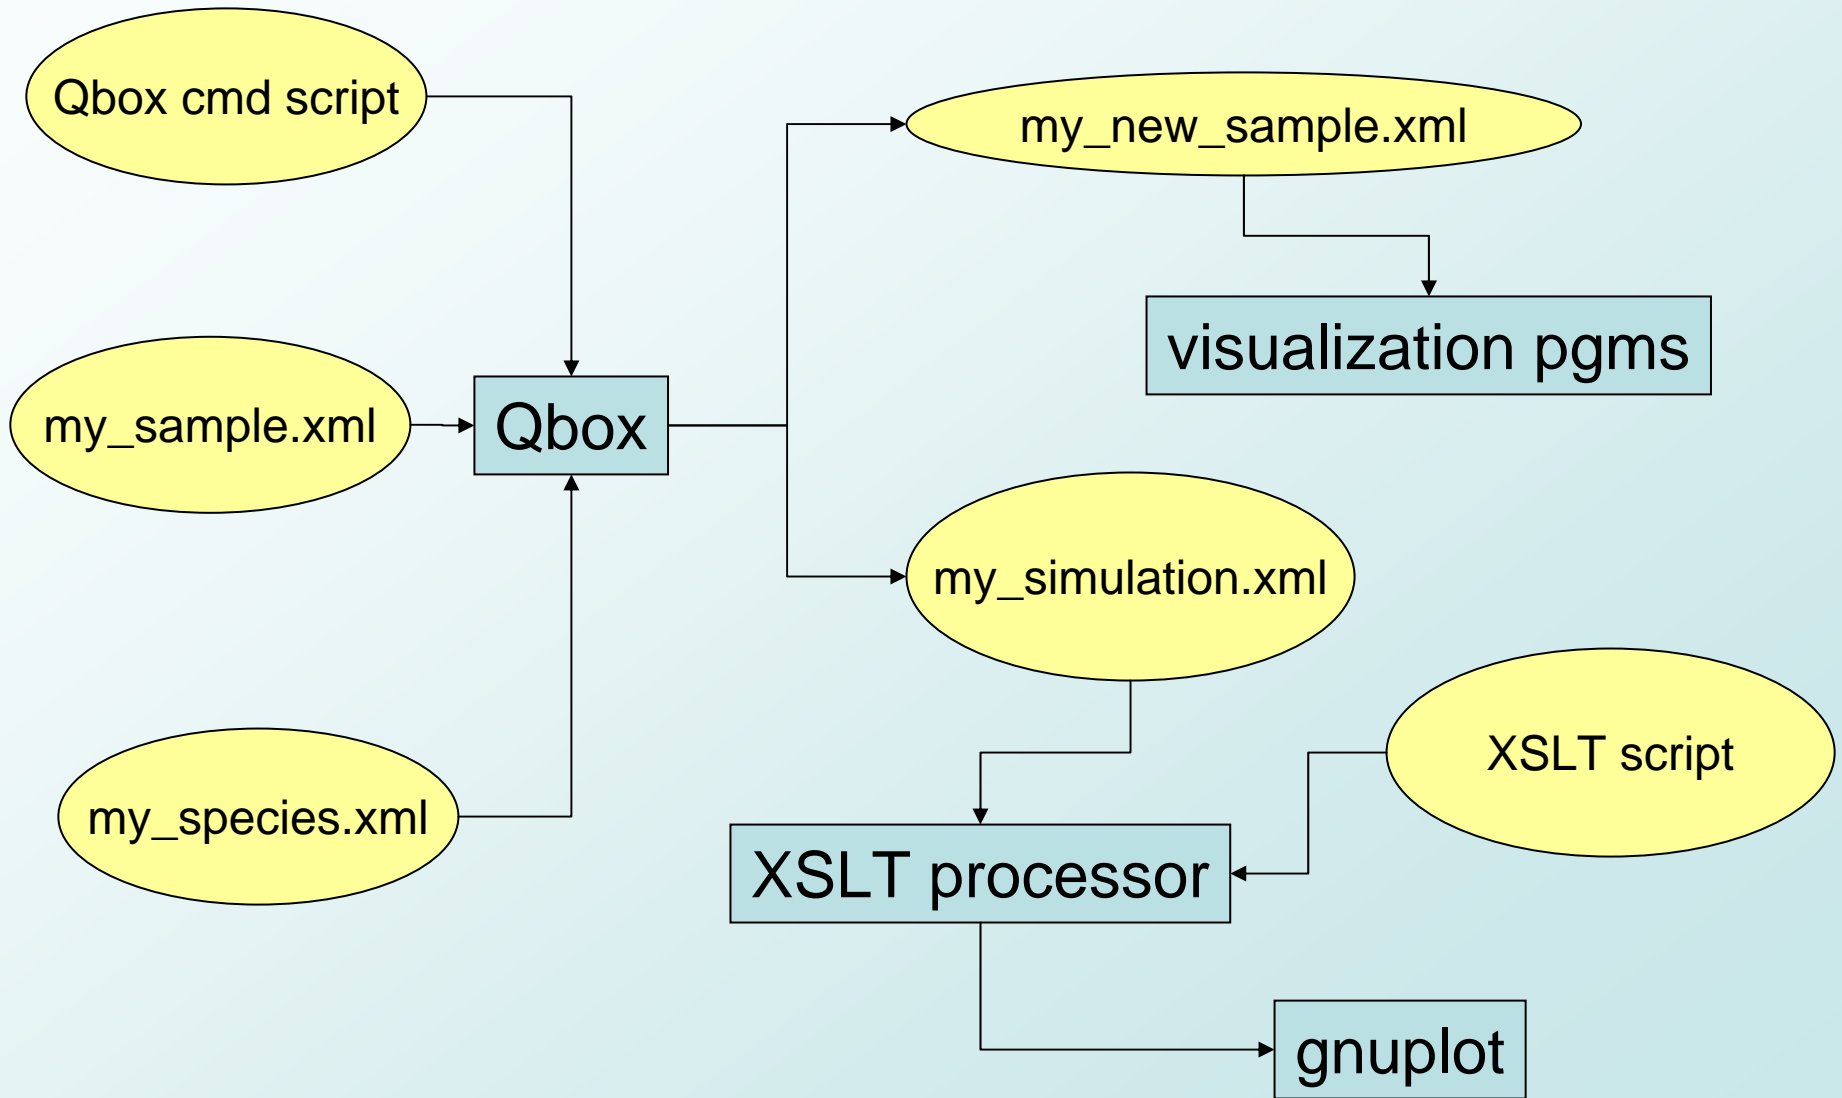 Qbox cmd script
my_new_sample.xml
visualization pgms
my_sample.xml
Qbox
my_simulation.xml
XSLT script
my_species.xml
XSLT processor
gnuplot